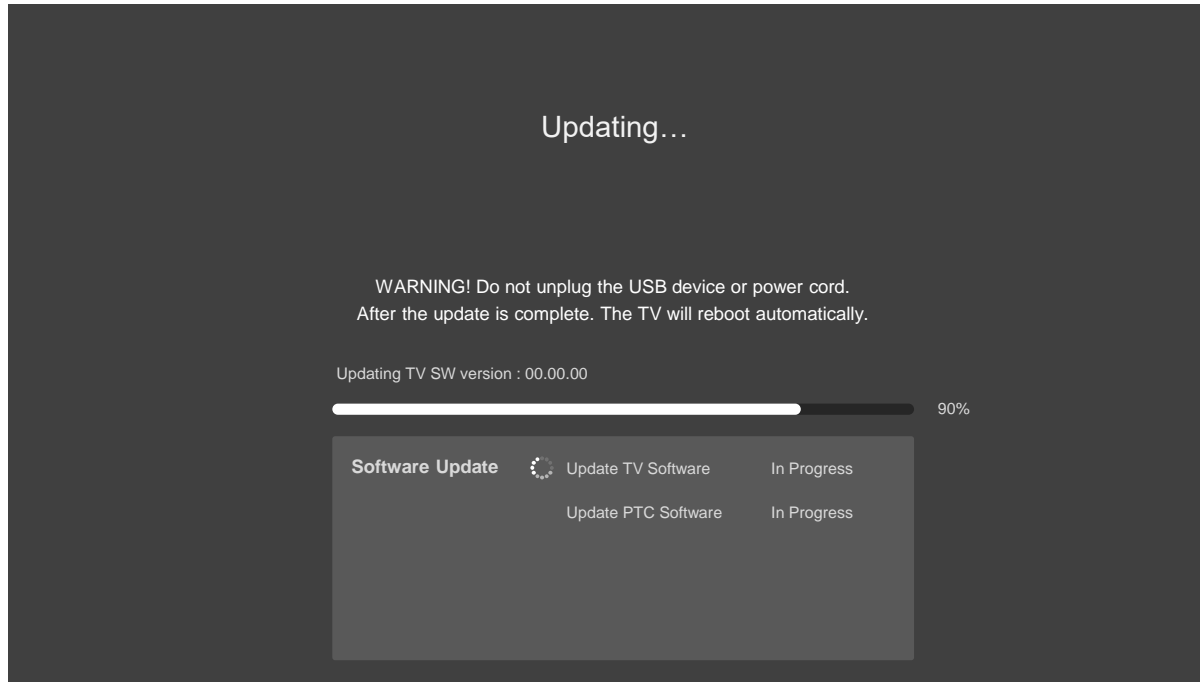 Updating…
WARNING! Do not unplug the USB device or power cord.
After the update is complete. The TV will reboot automatically.
Updating TV SW version : 00.00.00
90%
Software Update Update TV Software In Progress
Update PTC Software In Progress